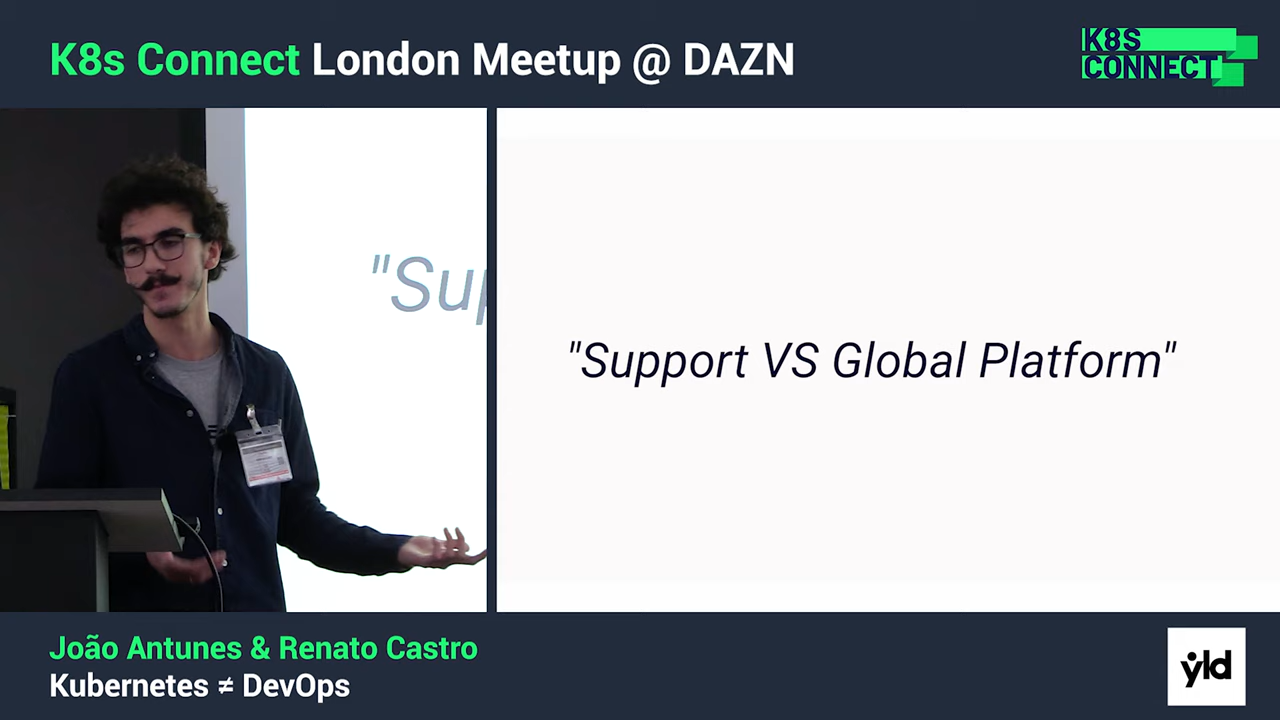 K8s Connect London Meetup @ DAZN
K8S
CONNECT
"Sup
"Support VS Global Platform"
João Antunes & Renato Castro
Kubernetes ≠ DevOps
yld